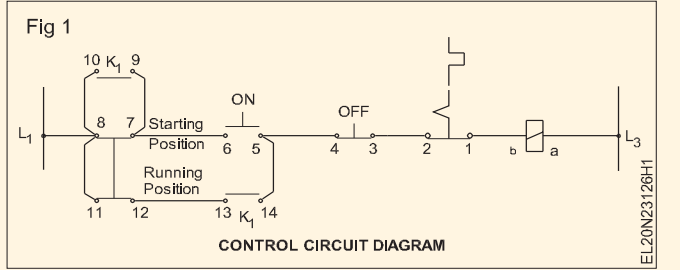 Fig 1
10 K1 9
ON
OFF
8 7 Starting
L1 Position 6 5 4 3 2 1 b a L3
Running
Position
11 12 13 K1 14
CONTROL CIRCUIT DIAGRAM
EL20N23126H1